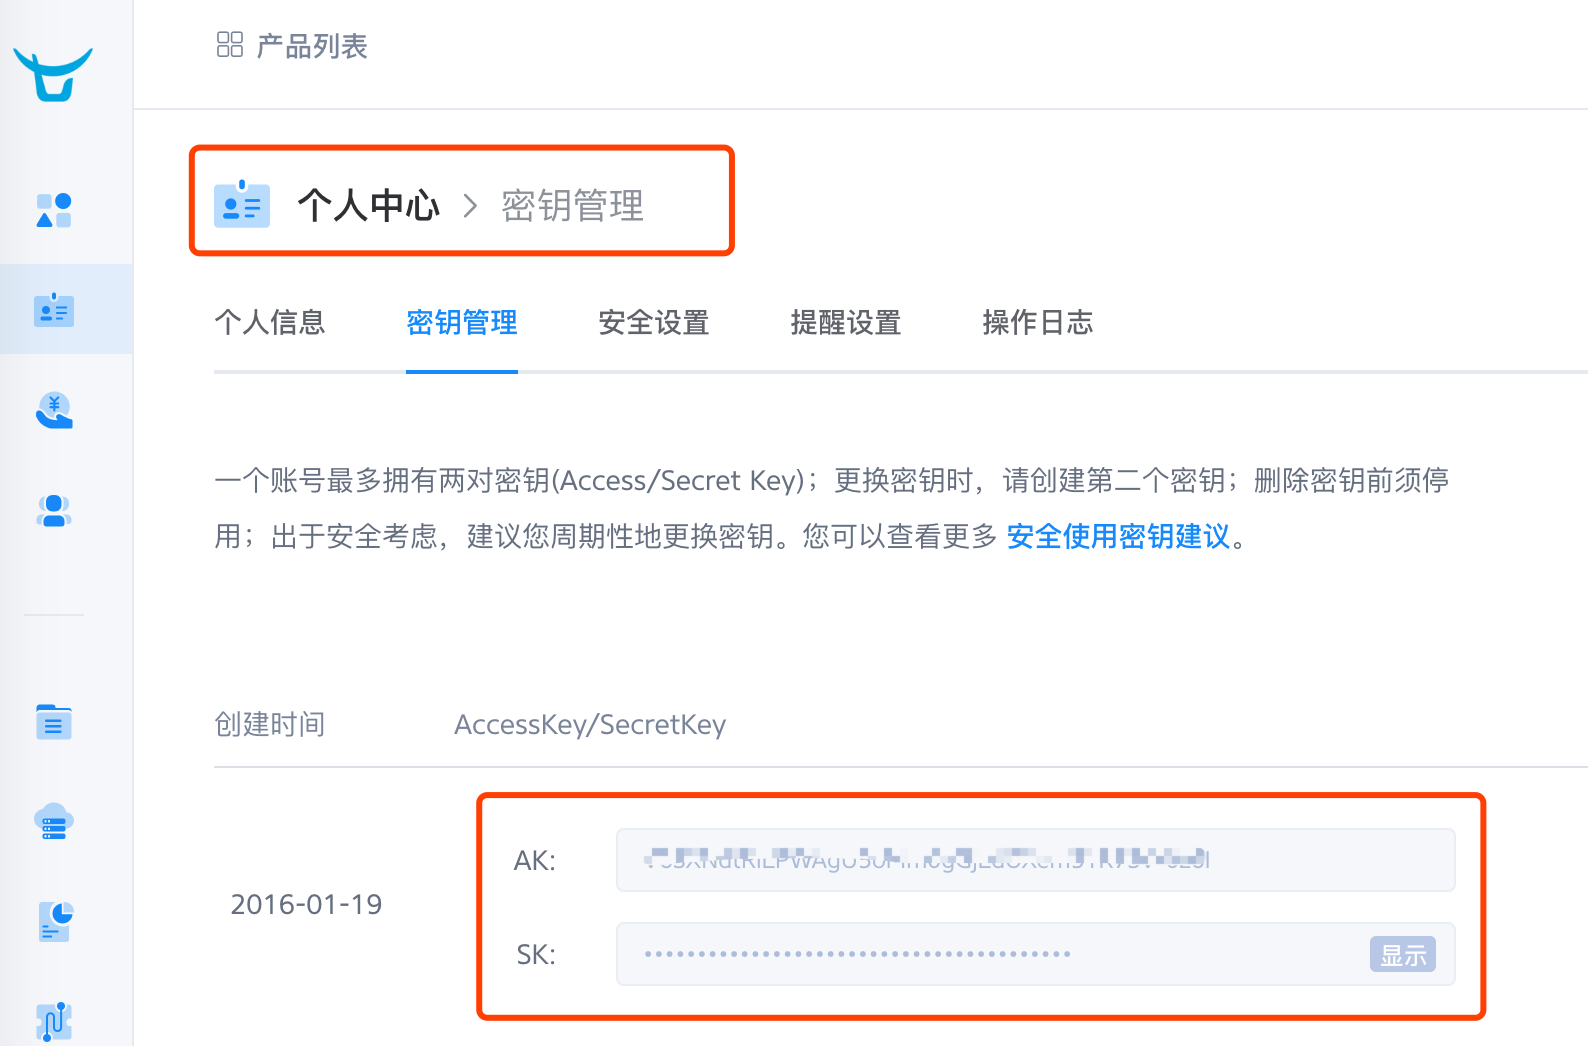 产品列表
个人中心 > 密钥管理
个人信息 密钥管理 安全设置 提醒设置 操作日志
一个账号最多拥有两对密钥(Access/Secret Key)；更换密钥时，请创建第二个密钥；删除密钥前须停
用；出于安全考虑，建议您周期性地更换密钥。您可以查看更多 安全使用密钥建议。
创建时间 AccessKey/SecretKey
AK:
2016-01-19
SK: •••••••••••••••••••••••••••••••••••••••• 显示